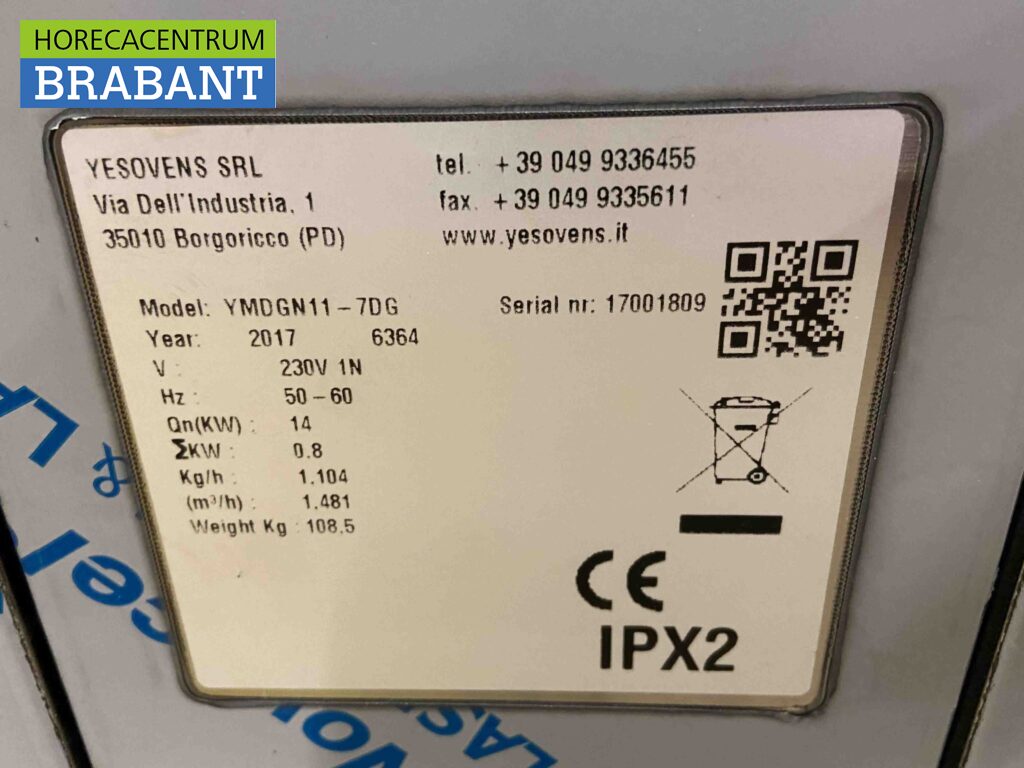 HORECACENTRUM
BRABANT
YESOVENS SRL
Via Dell'Industria, 1
35010 Borgoricco (PD)
tel. +39 049 9336455
fax. +39 049 9335611
www.yesovens.it
Model: YMDGN11-7DG
Serial nr: 17001809
Year: 2017 6364
V : 230V 1N
Hz : 50-60
Qn(KW) : 14
ΣKW : 0.8
Kg/h : 1.104
(m³/h) : 1.481
Weight Kg : 108,5
CE
IPX2